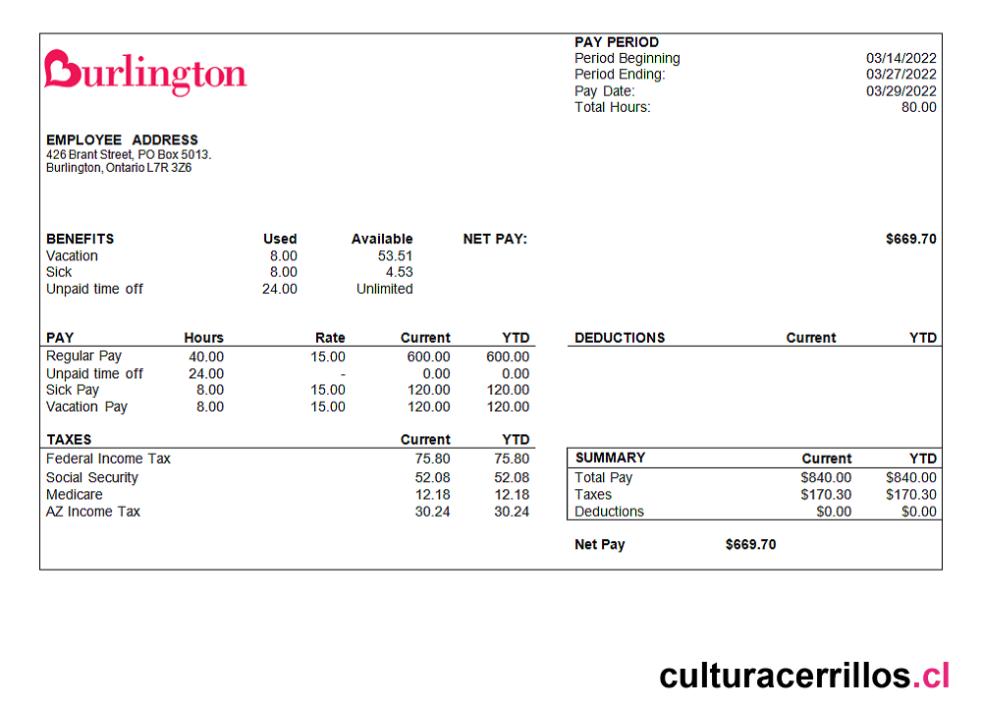 Burlington
PAY PERIOD
Period Beginning 03/14/2022
Period Ending: 03/27/2022
Pay Date: 03/29/2022
Total Hours: 80.00
EMPLOYEE ADDRESS
426 Brant Street, PO Box 5013.
Burlington, Ontario L7R 3Z6
BENEFITS Used Available NET PAY: $669.70
Vacation 8.00 53.51
Sick 8.00 4.53
Unpaid time off 24.00 Unlimited
PAY Hours Rate Current YTD
Regular Pay 40.00 15.00 600.00 600.00
Unpaid time off 24.00 - 0.00 0.00
Sick Pay 8.00 15.00 120.00 120.00
Vacation Pay 8.00 15.00 120.00 120.00
DEDUCTIONS Current YTD
TAXES Current YTD
Federal Income Tax 75.80 75.80
Social Security 52.08 52.08
Medicare 12.18 12.18
AZ Income Tax 30.24 30.24
SUMMARY Current YTD
Total Pay $840.00 $840.00
Taxes $170.30 $170.30
Deductions $0.00 $0.00
Net Pay $669.70
culturacerrillos.cl